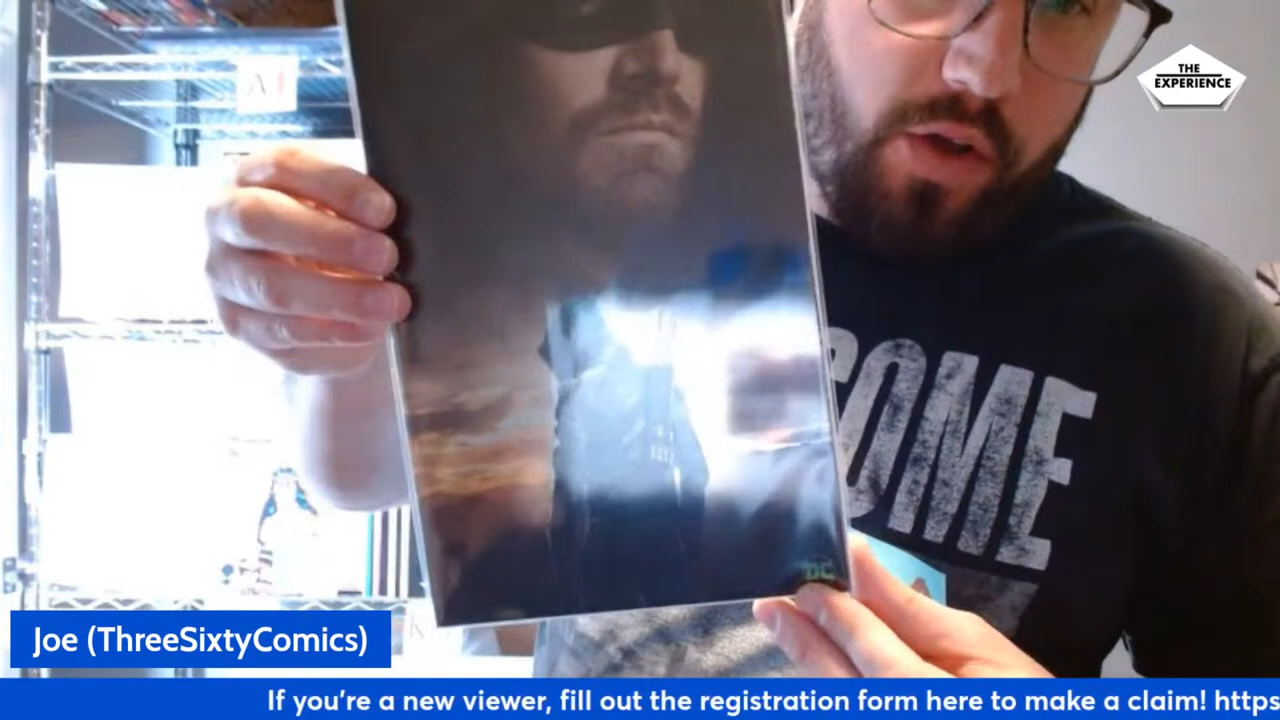 A1
THE
EXPERIENCE
OME
DC
Joe (ThreeSixtyComics)
If you're a new viewer, fill out the registration form here to make a claim! https